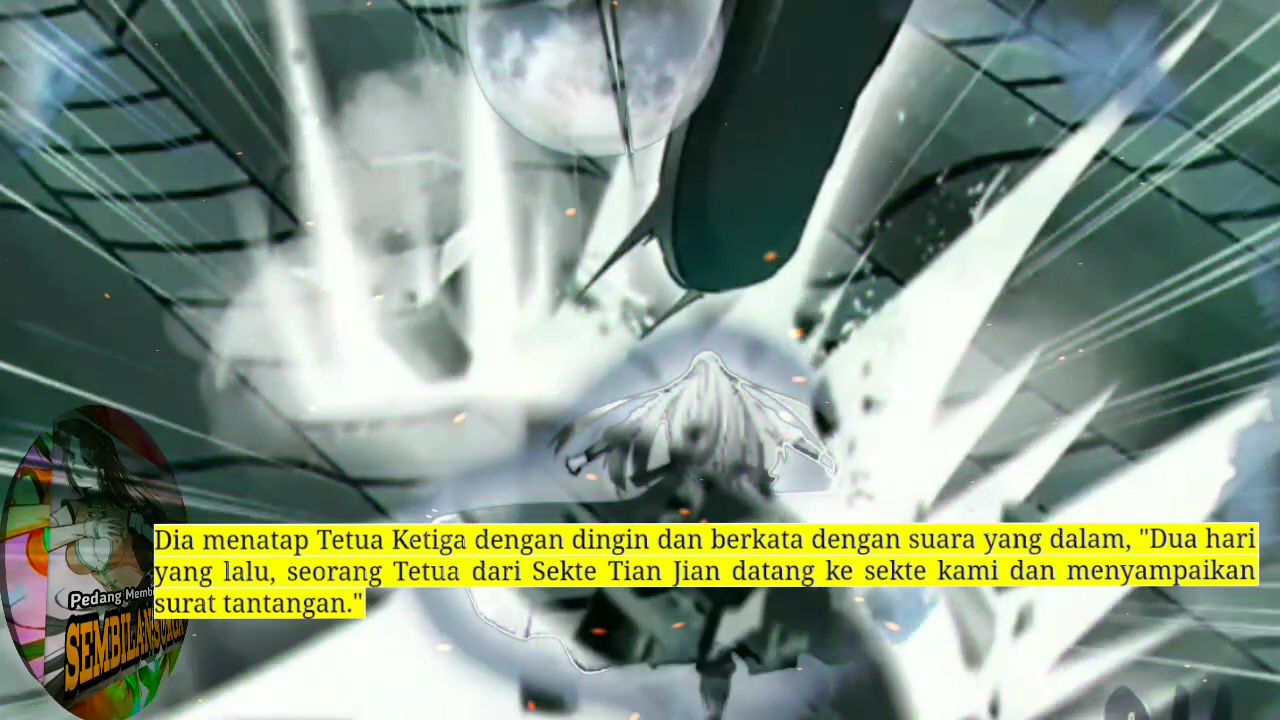 Dia menatap Tetua Ketiga dengan dingin dan berkata dengan suara yang dalam, "Dua hari
yang lalu, seorang Tetua dari Sekte Tian Jian datang ke sekte kami dan menyampaikan
surat tantangan."
Pedang
SEMBILAN